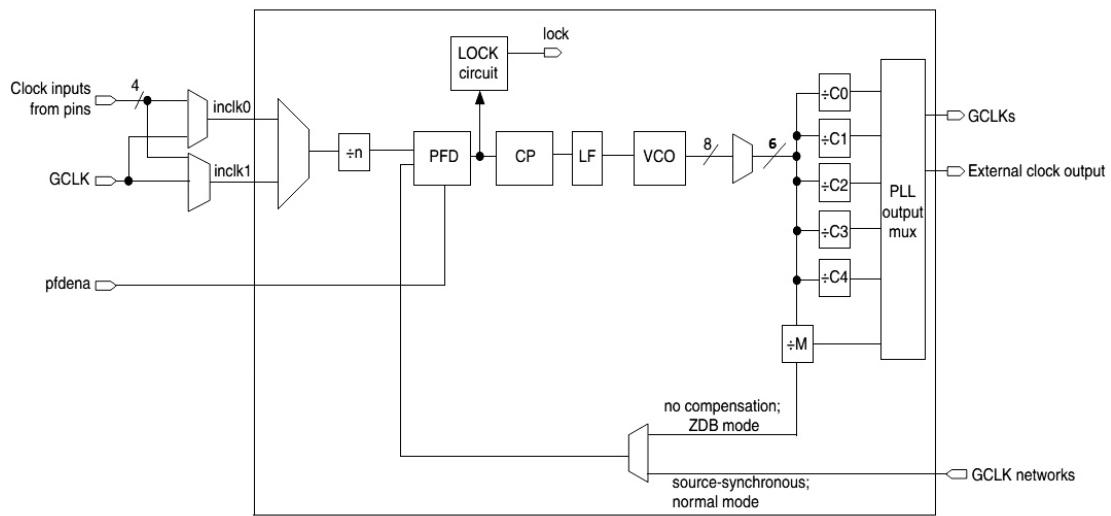 lock
LOCK
circuit
4
Clock inputs
from pins
inclk0
÷C0
GCLKs
÷n
PFD
CP
LF
VCO
8
6
÷C1
GCLK
inclk1
External clock output
÷C2
PLL
output
mux
÷C3
pfdena
÷C4
÷M
no compensation;
ZDB mode
GCLK networks
source-synchronous;
normal mode